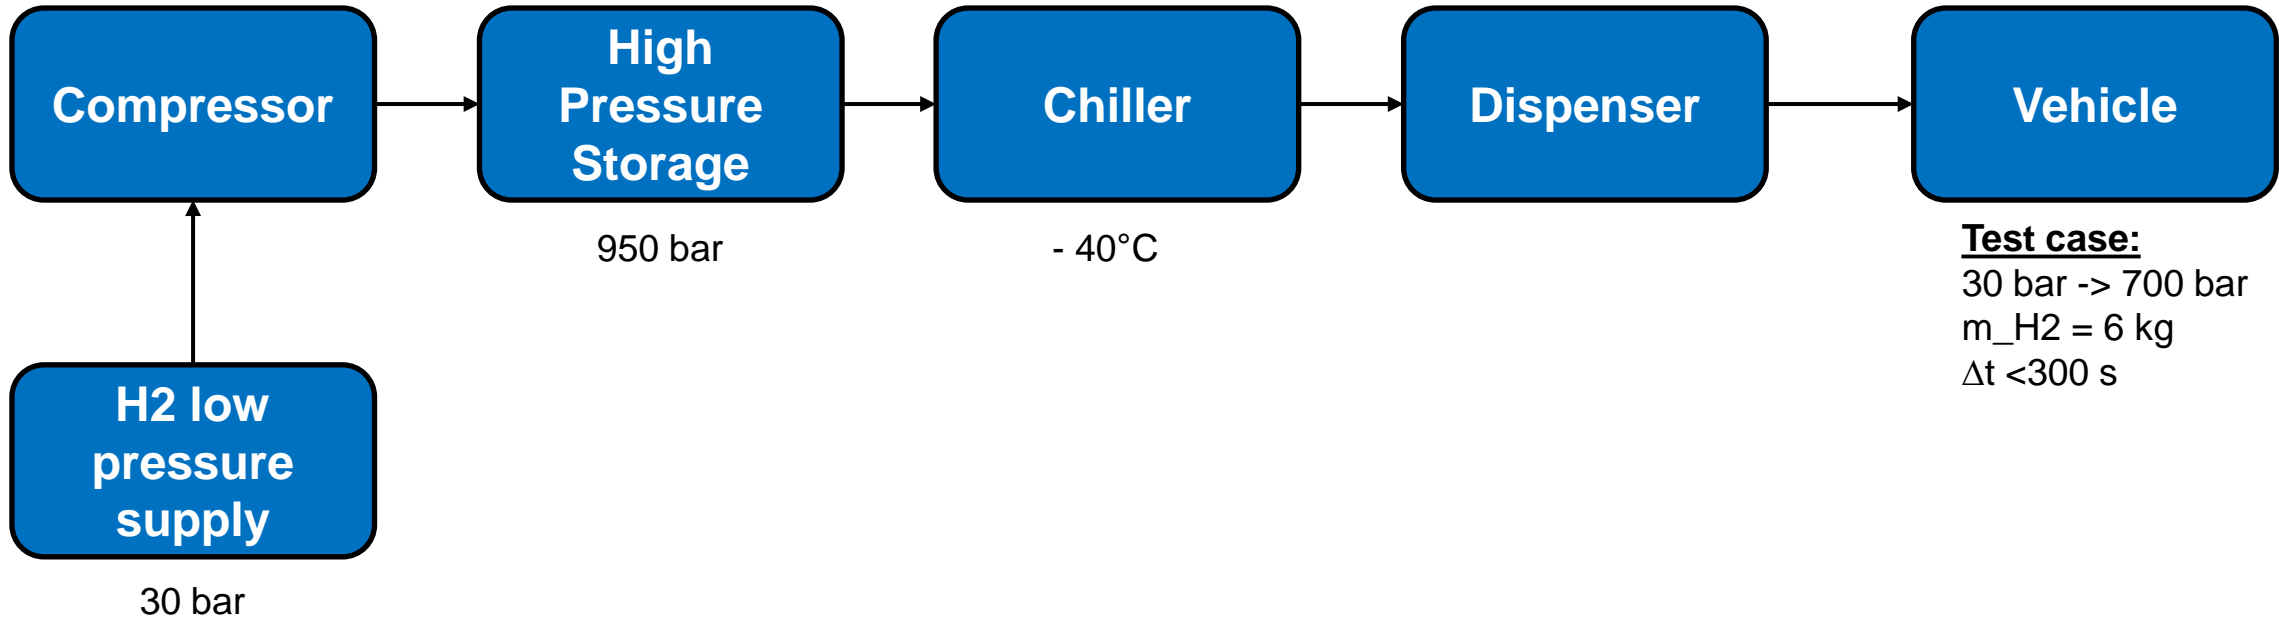 Compressor
High
Pressure
Storage
Chiller
Dispenser
Vehicle
950 bar
- 40°C
Test case:
30 bar -> 700 bar
m_H2 = 6 kg
Δt <300 s
H2 low
pressure
supply
30 bar